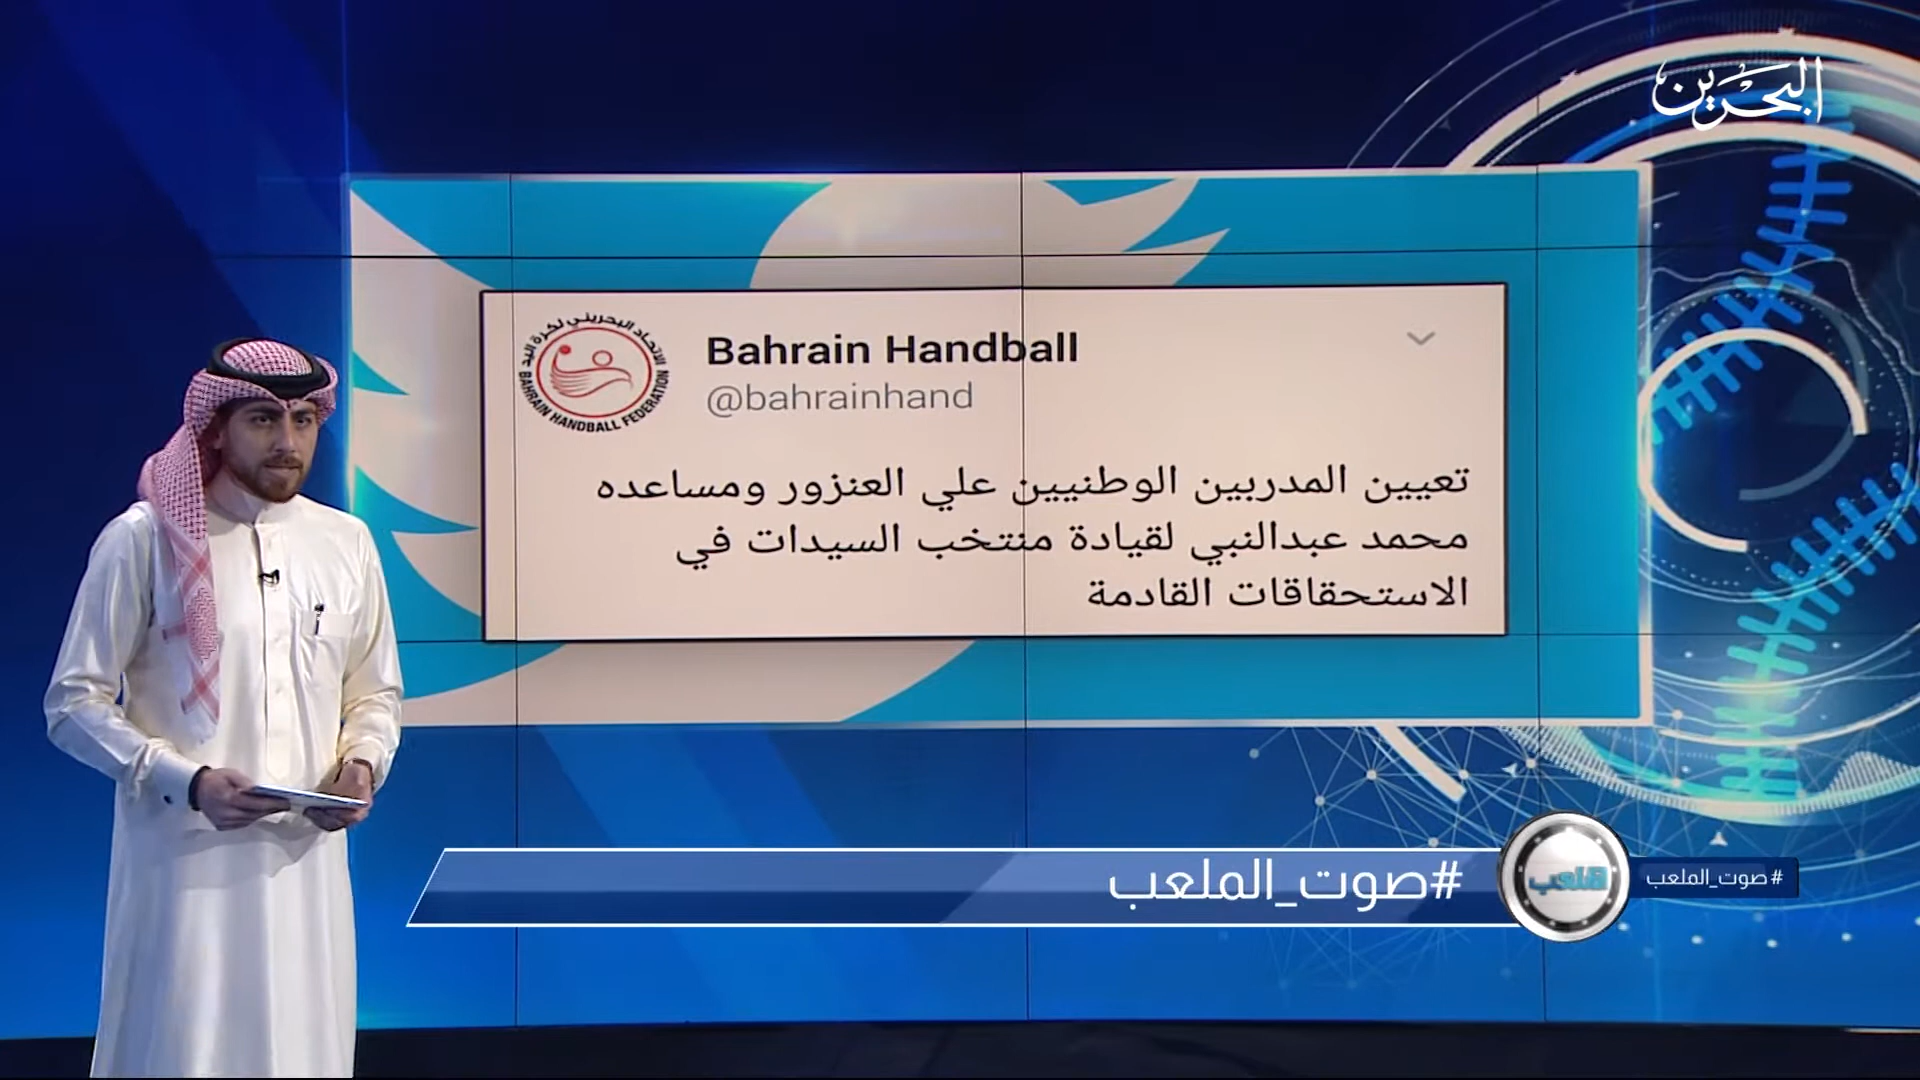 البحرين
الاتحاد البحريني لكرة اليد
BAHRAIN HANDBALL FEDERATION
Bahrain Handball
@bahrainhand
تعيين المدربين الوطنيين علي العنزور ومساعده
محمد عبدالنبي لقيادة منتخب السيدات في
الاستحقاقات القادمة
#صوت_الملعب
#صوت_الملعب